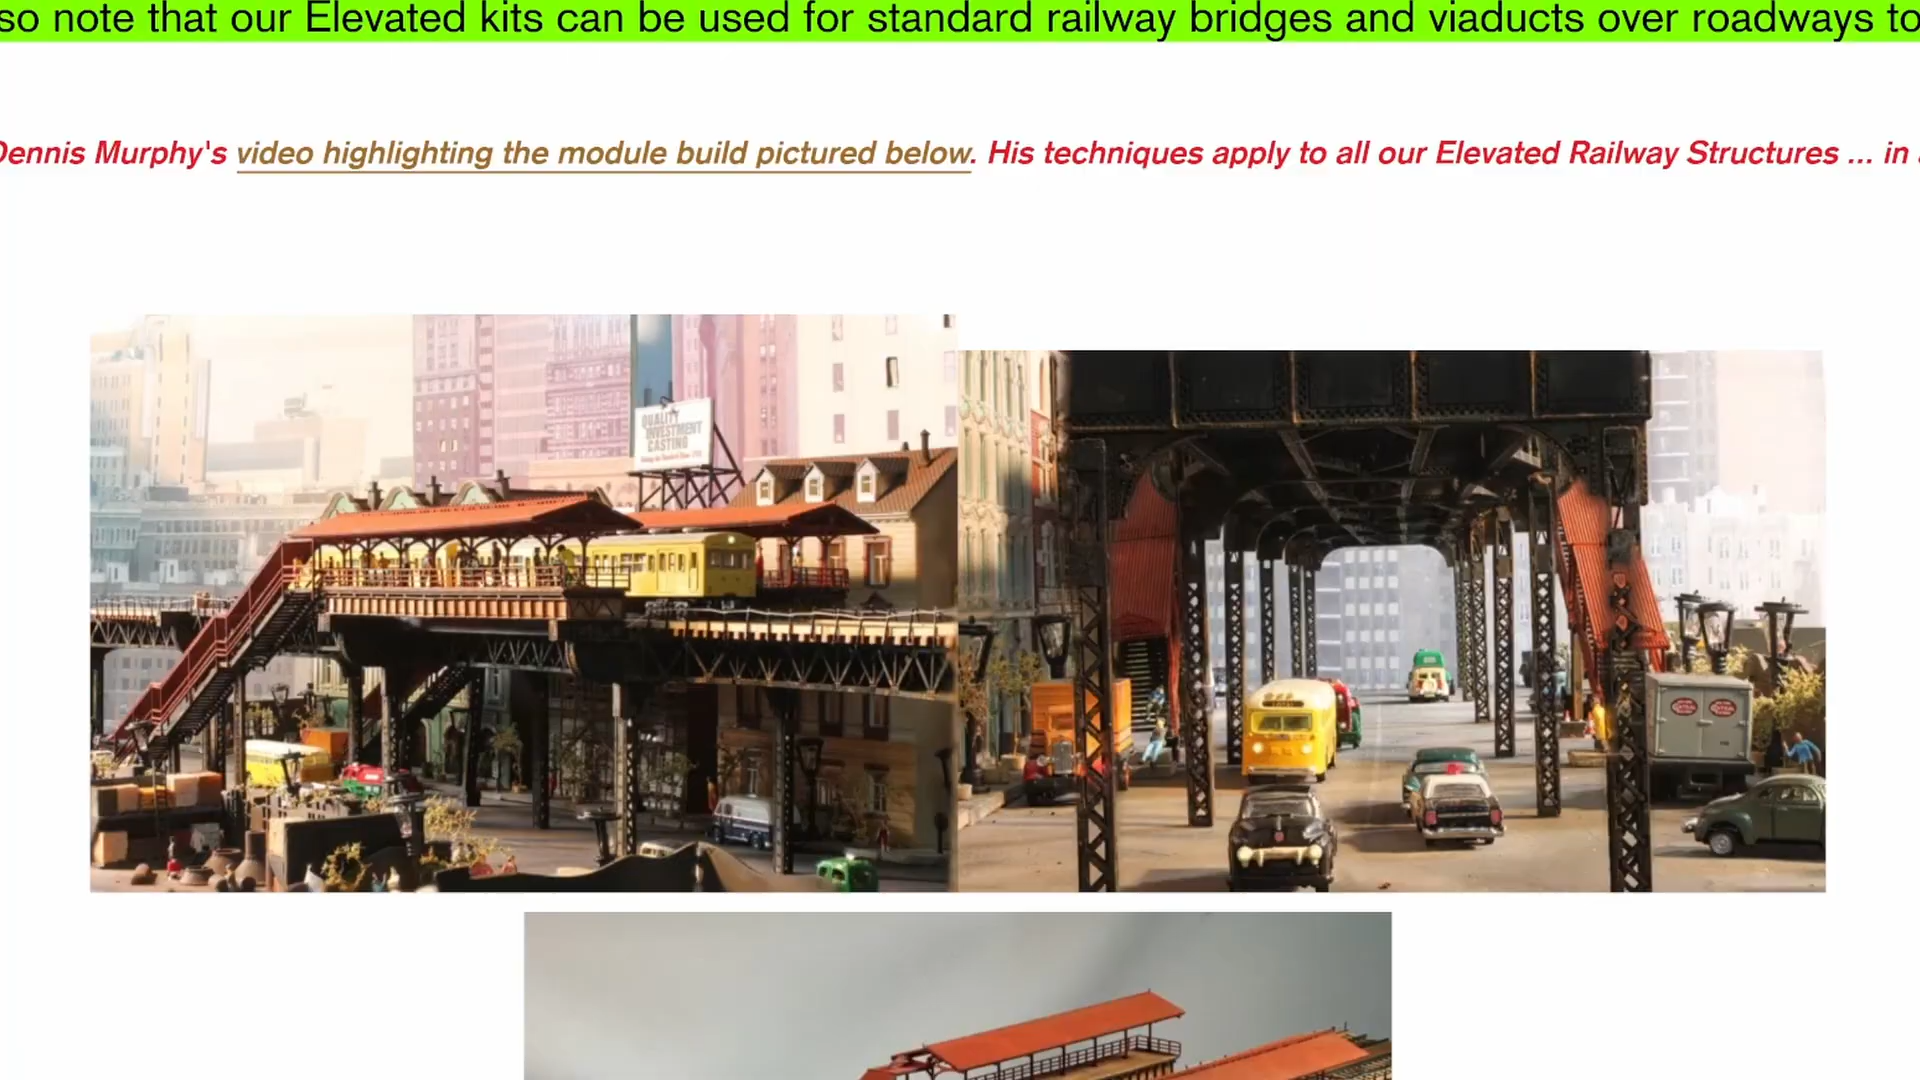 so note that our Elevated kits can be used for standard railway bridges and viaducts over roadways to
Dennis Murphy's video highlighting the module build pictured below. His techniques apply to all our Elevated Railway Structures ... in
QUALITY
INVESTMENT
CASTING